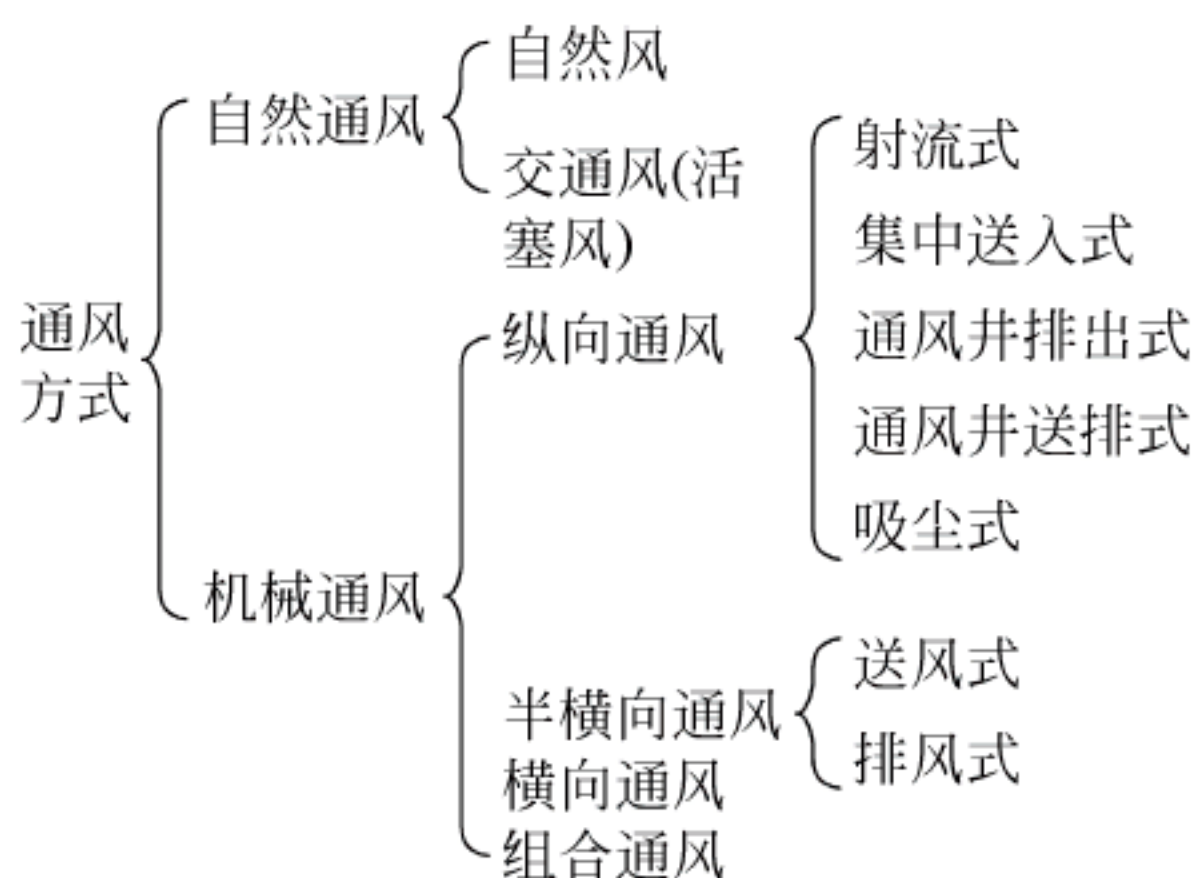 通风
方式
自然通风
自然风
交通风(活
塞风)
机械通风
纵向通风
射流式
集中送入式
通风井排出式
通风井送排式
吸尘式
半横向通风
送风式
排风式
横向通风
组合通风